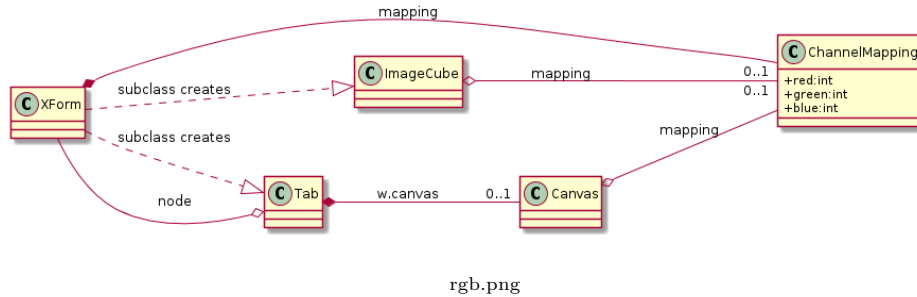 mapping
C ChannelMapping
+red:int
+green:int
+blue:int
C ImageCube
mapping
0..1
0..1
subclass creates
C XForm
subclass creates
mapping
node
C Tab
w.canvas
0..1
C Canvas
rgb.png